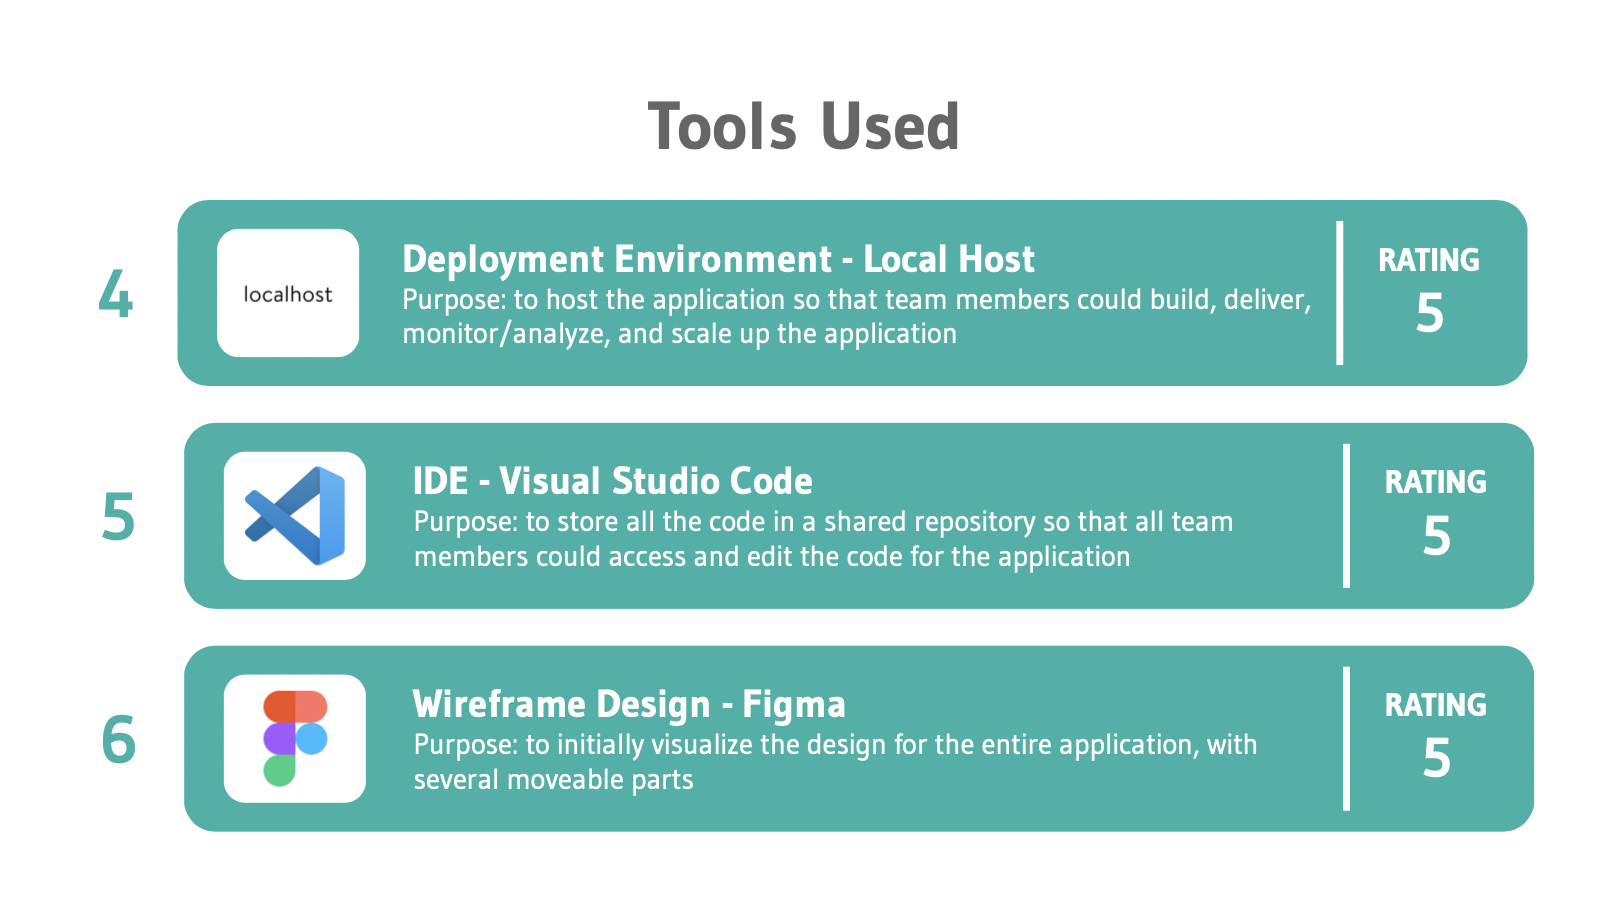 Tools Used
4
localhost
Deployment Environment - Local Host
Purpose: to host the application so that team members could build, deliver,
monitor/analyze, and scale up the application
RATING
5
5
IDE - Visual Studio Code
Purpose: to store all the code in a shared repository so that all team
members could access and edit the code for the application
RATING
5
6
Wireframe Design - Figma
Purpose: to initially visualize the design for the entire application, with
several moveable parts
RATING
5